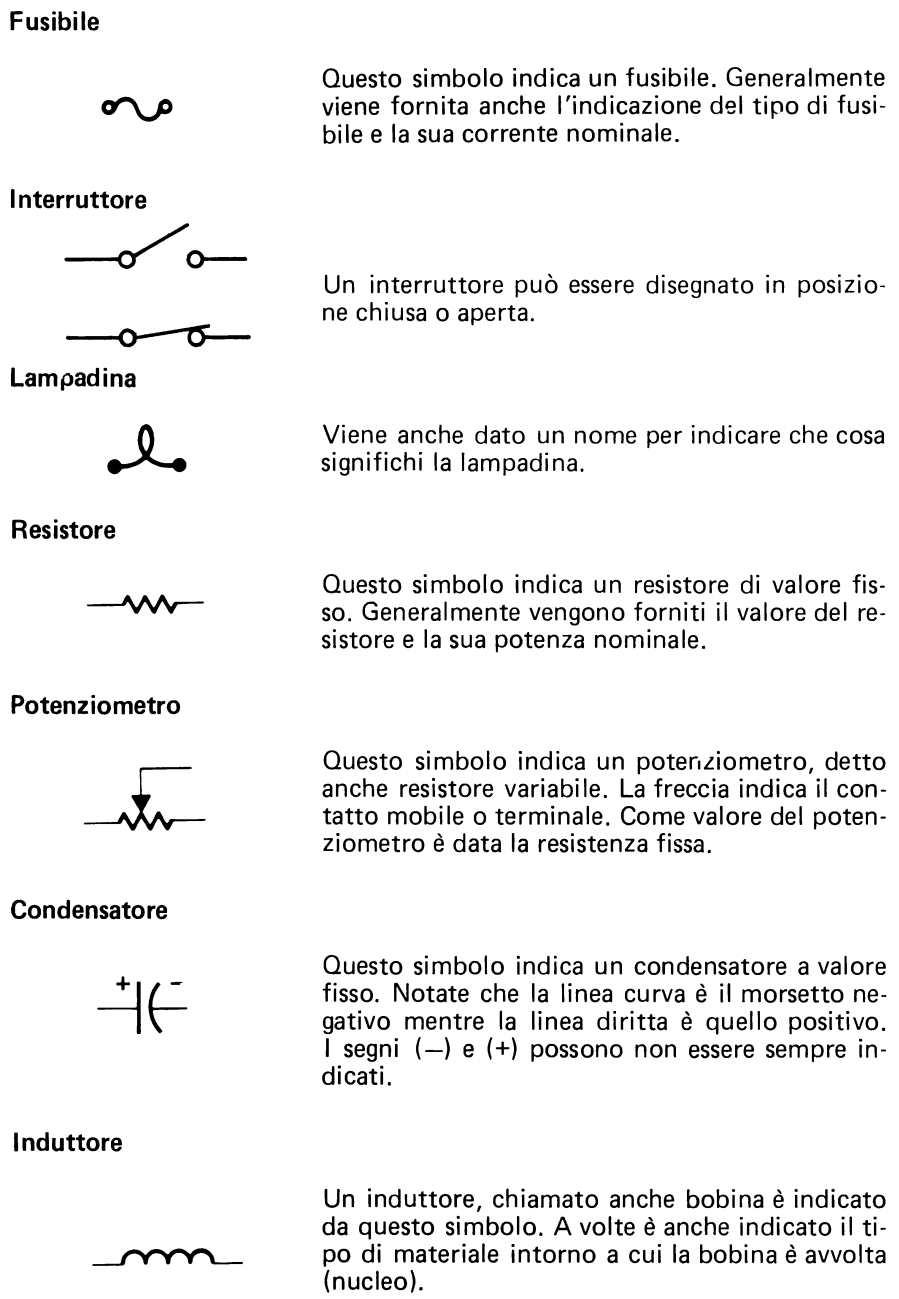 Fusibile
Questo simbolo indica un fusibile. Generalmente
viene fornita anche l'indicazione del tipo di fusi-
bile e la sua corrente nominale.
Interruttore
Un interruttore può essere disegnato in posizio-
ne chiusa o aperta.
Lampadina
Viene anche dato un nome per indicare che cosa
significhi la lampadina.
Resistore
Questo simbolo indica un resistore di valore fis-
so. Generalmente vengono forniti il valore del re-
sistore e la sua potenza nominale.
Potenziometro
Questo simbolo indica un potenziometro, detto
anche resistore variabile. La freccia indica il con-
tatto mobile o terminale. Come valore del poten-
ziometro è data la resistenza fissa.
Condensatore
+ -
Questo simbolo indica un condensatore a valore
fisso. Notate che la linea curva è il morsetto ne-
gativo mentre la linea diritta è quello positivo.
I segni (—) e (+) possono non essere sempre in-
dicati.
Induttore
Un induttore, chiamato anche bobina è indicato
da questo simbolo. A volte è anche indicato il ti-
po di materiale intorno a cui la bobina è avvolta
(nucleo).